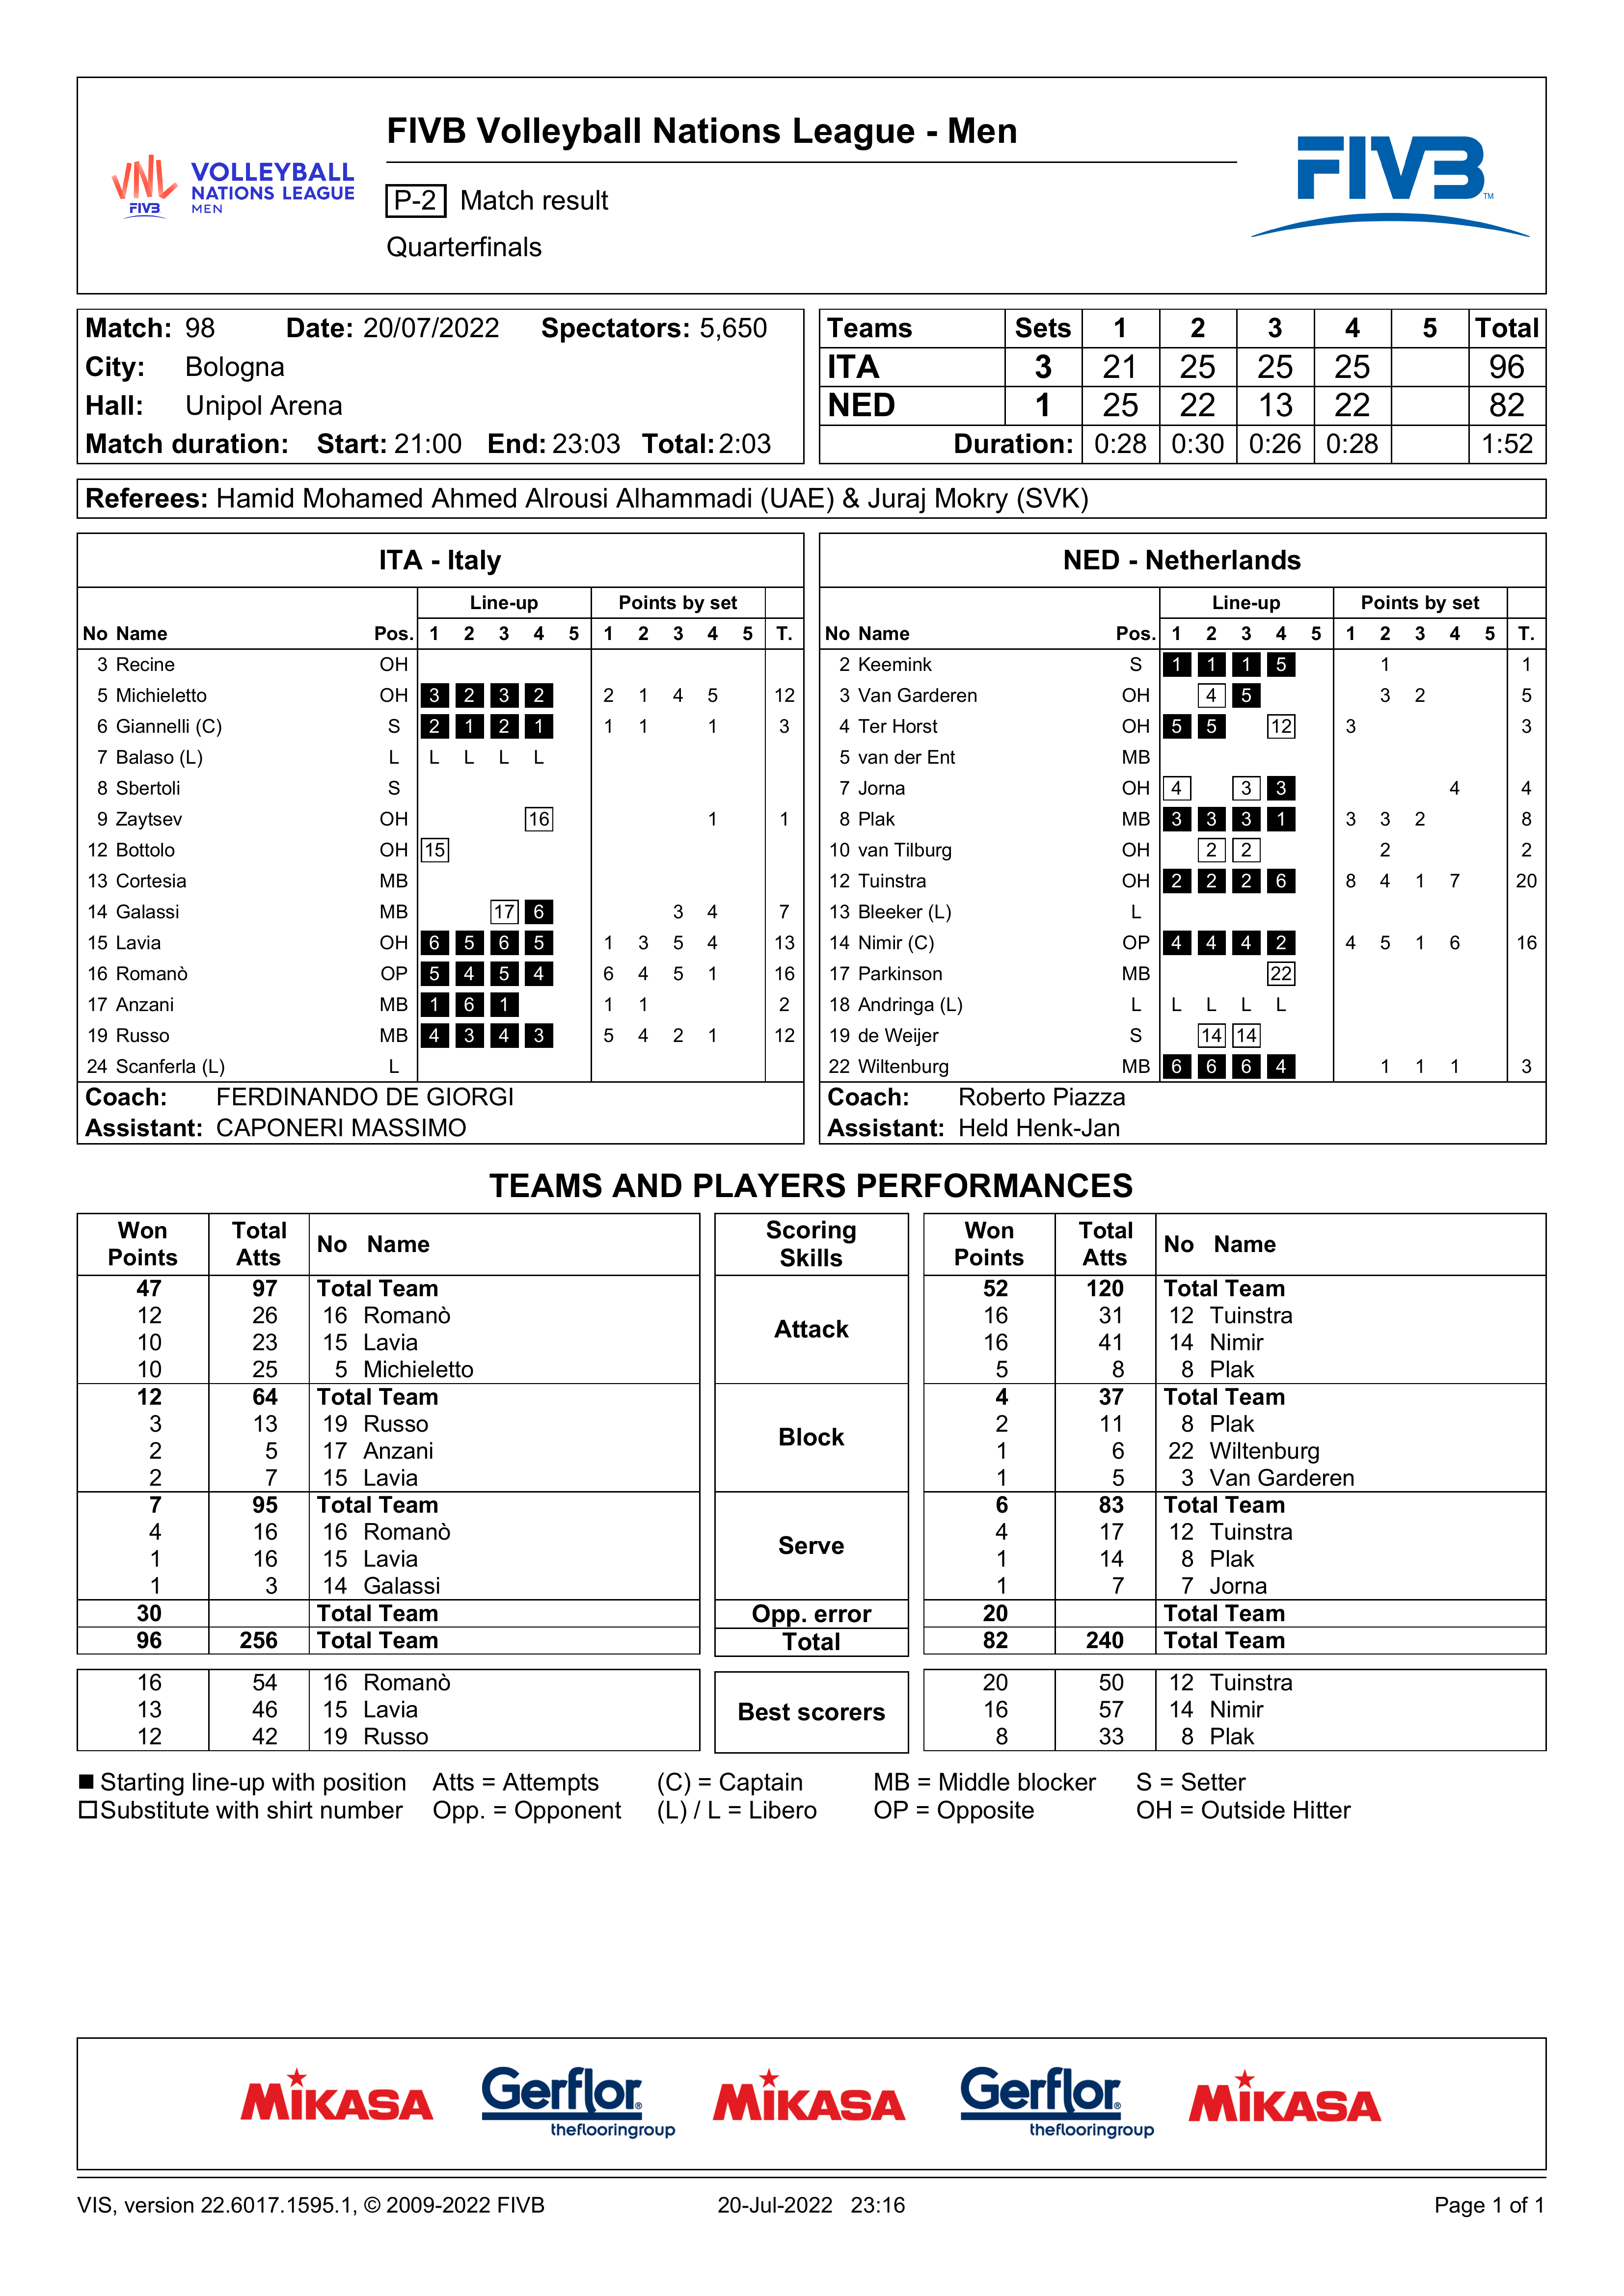 FIVB Volleyball Nations League - Men
VNL FIVB VOLLEYBALL NATIONS LEAGUE MEN
P-2 Match result
Quarterfinals
FIVB TM
Match: 98 Date: 20/07/2022 Spectators: 5,650
City: Bologna
Hall: Unipol Arena
Match duration: Start: 21:00 End: 23:03 Total: 2:03
Teams Sets 1 2 3 4 5 Total
ITA 3 21 25 25 25 96
NED 1 25 22 13 22 82
Duration: 0:28 0:30 0:26 0:28 1:52
Referees: Hamid Mohamed Ahmed Alrousi Alhammadi (UAE) & Juraj Mokry (SVK)
ITA - Italy
Line-up Points by set
No Name Pos. 1 2 3 4 5 1 2 3 4 5 T.
3 Recine OH
5 Michieletto OH 3 2 3 2 2 1 4 5 12
6 Giannelli (C) S 2 1 2 1 1 1 1 3
7 Balaso (L) L L L L L
8 Sbertoli S
9 Zaytsev OH 16 1 1
12 Bottolo OH 15
13 Cortesia MB
14 Galassi MB 17 6 3 4 7
15 Lavia OH 6 5 6 5 1 3 5 4 13
16 Romanò OP 5 4 5 4 6 4 5 1 16
17 Anzani MB 1 6 1 1 1 2
19 Russo MB 4 3 4 3 5 4 2 1 12
24 Scanferla (L) L
Coach: FERDINANDO DE GIORGI
Assistant: CAPONERI MASSIMO
NED - Netherlands
Line-up Points by set
No Name Pos. 1 2 3 4 5 1 2 3 4 5 T.
2 Keemink S 1 1 1 5 1 1
3 Van Garderen OH 4 5 3 2 5
4 Ter Horst OH 5 5 12 3 3
5 van der Ent MB
7 Jorna OH 4 3 3 4 4
8 Plak MB 3 3 3 1 3 3 2 8
10 van Tilburg OH 2 2 2 2
12 Tuinstra OH 2 2 2 6 8 4 1 7 20
13 Bleeker (L) L
14 Nimir (C) OP 4 4 4 2 4 5 1 6 16
17 Parkinson MB 22
18 Andringa (L) L L L L L
19 de Weijer S 14 14
22 Wiltenburg MB 6 6 6 4 1 1 1 3
Coach: Roberto Piazza
Assistant: Held Henk-Jan
TEAMS AND PLAYERS PERFORMANCES
Won Points Total Atts No Name Scoring Skills Won Points Total Atts No Name
47 97 Total Team Attack 52 120 Total Team
12 26 16 Romanò 16 31 12 Tuinstra
10 23 15 Lavia 16 41 14 Nimir
10 25 5 Michieletto 5 8 8 Plak
12 64 Total Team Block 4 37 Total Team
3 13 19 Russo 2 11 8 Plak
2 5 17 Anzani 1 6 22 Wiltenburg
2 7 15 Lavia 1 5 3 Van Garderen
7 95 Total Team Serve 6 83 Total Team
4 16 16 Romanò 4 17 12 Tuinstra
1 16 15 Lavia 1 14 8 Plak
1 3 14 Galassi 1 7 7 Jorna
30 Total Team Opp. error 20 Total Team
96 256 Total Team Total 82 240 Total Team
16 54 16 Romanò Best scorers 20 50 12 Tuinstra
13 46 15 Lavia 16 57 14 Nimir
12 42 19 Russo 8 33 8 Plak
Starting line-up with position Atts = Attempts (C) = Captain MB = Middle blocker S = Setter
Substitute with shirt number Opp. = Opponent (L) / L = Libero OP = Opposite OH = Outside Hitter
MIKASA Gerflor® theflooringgroup MIKASA Gerflor® theflooringgroup MIKASA
VIS, version 22.6017.1595.1, © 2009-2022 FIVB 20-Jul-2022 23:16 Page 1 of 1